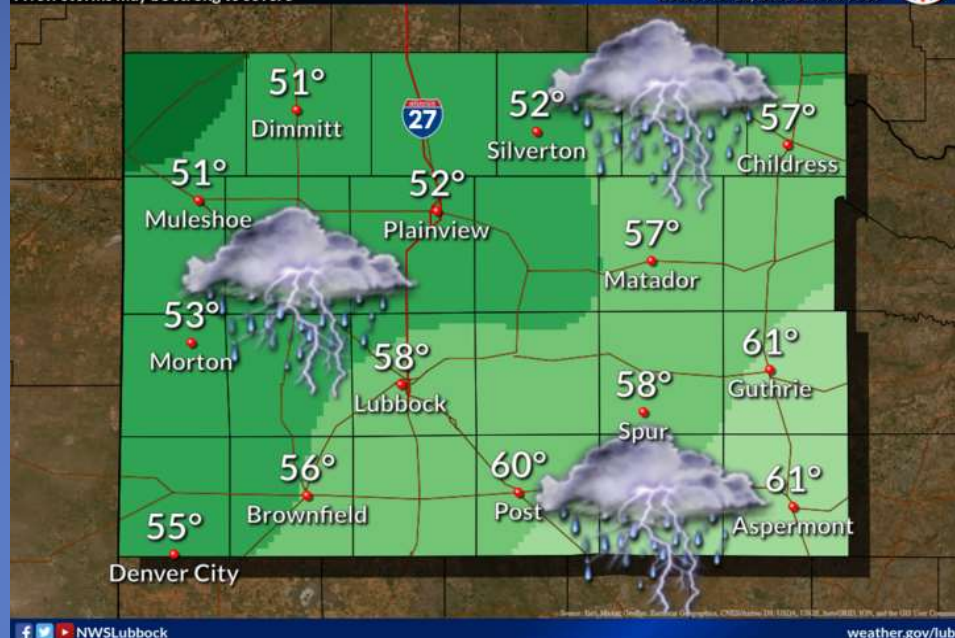 51°
Dimmitt
INTERSTATE
27
52°
Silverton
57°
Childress
51°
Muleshoe
52°
Plainview
57°
Matador
53°
Morton
58°
Lubbock
61°
Guthrie
58°
Spur
56°
Brownfield
60°
Post
61°
Aspermont
55°
Denver City
NWSLubbock
weather.gov/lub